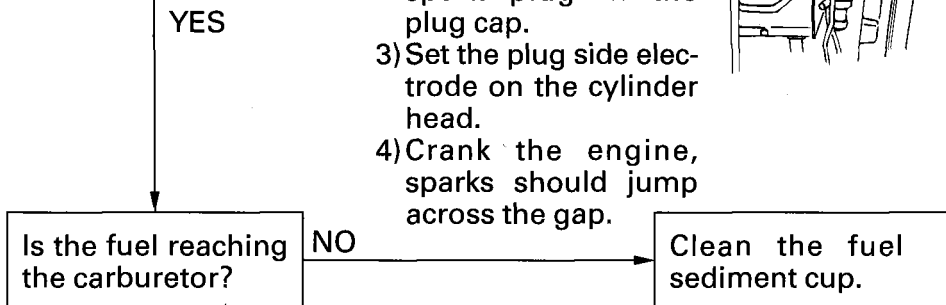 YES
plug cap.
3) Set the plug side elec-
trode on the cylinder
head.
4) Crank the engine,
sparks should jump
across the gap.
Is the fuel reaching
the carburetor?
NO
Clean the fuel
sediment cup.